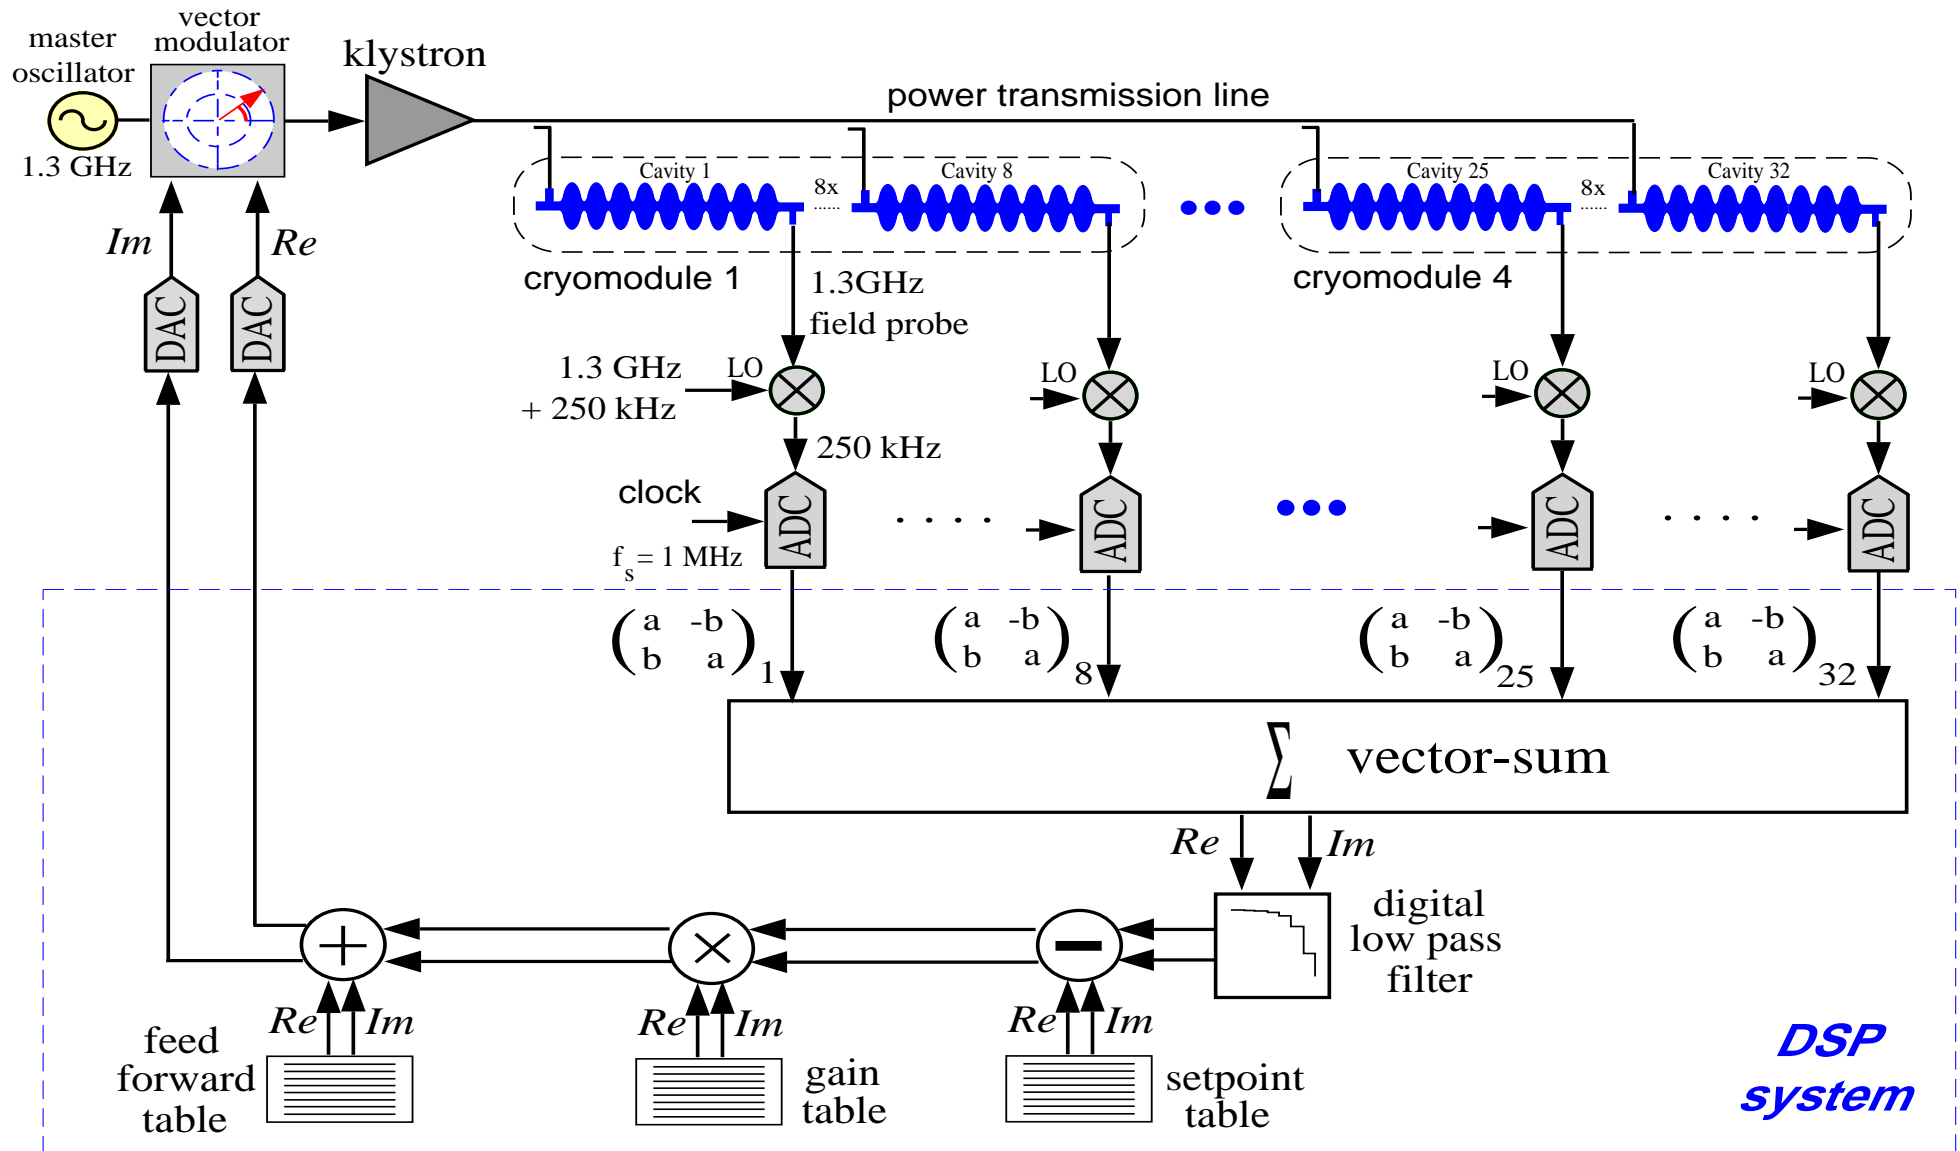 master
oscillator
1.3 GHz
vector
modulator
klystron
power transmission line
Cavity 1
8x
......
Cavity 8
Cavity 25
8x
......
Cavity 32
cryomodule 1
cryomodule 4
Im
Re
DAC
DAC
1.3GHz
field probe
1.3 GHz
+ 250 kHz
LO
LO
LO
LO
250 kHz
clock
f_s = 1 MHz
ADC
. . . .
ADC
ADC
. . . .
ADC
( a -b
b a ) 1
( a -b
b a ) 8
( a -b
b a ) 25
( a -b
b a ) 32
Σ vector-sum
Re
Im
digital
low pass
filter
+
×
−
Re Im
Re Im
Re Im
feed
forward
table
gain
table
setpoint
table
DSP
system